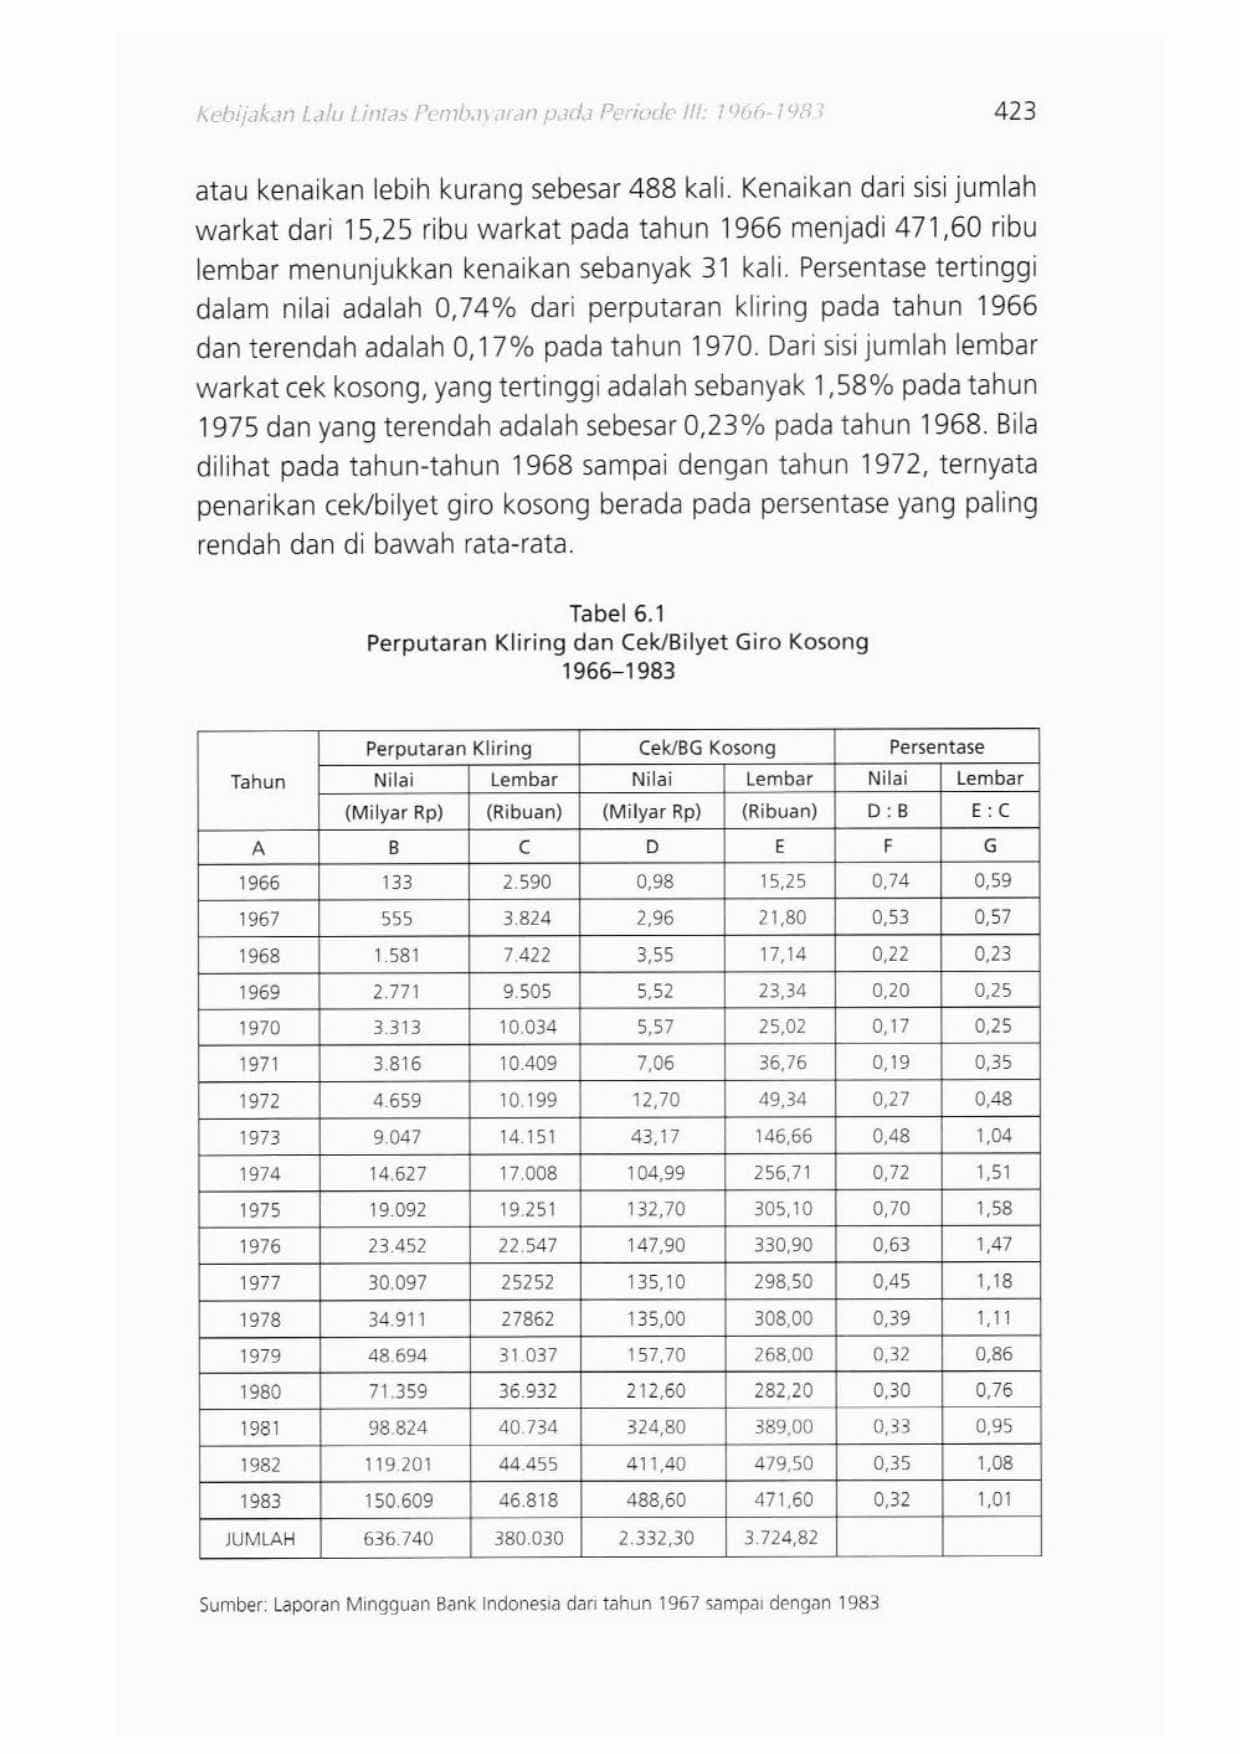 Kebijakan Lalu Lintas Pembayaran pada Periode III: 1966-1983 423
atau kenaikan lebih kurang sebesar 488 kali. Kenaikan dari sisi jumlah
warkat dari 15,25 ribu warkat pada tahun 1966 menjadi 471,60 ribu
lembar menunjukkan kenaikan sebanyak 31 kali. Persentase tertinggi
dalam nilai adalah 0,74% dari perputaran kliring pada tahun 1966
dan terendah adalah 0,17% pada tahun 1970. Dari sisi jumlah lembar
warkat cek kosong, yang tertinggi adalah sebanyak 1,58% pada tahun
1975 dan yang terendah adalah sebesar 0,23% pada tahun 1968. Bila
dilihat pada tahun-tahun 1968 sampai dengan tahun 1972, ternyata
penarikan cek/bilyet giro kosong berada pada persentase yang paling
rendah dan di bawah rata-rata.
Tabel 6.1
Perputaran Kliring dan Cek/Bilyet Giro Kosong
1966–1983
Perputaran Kliring Cek/BG Kosong Persentase
Tahun Nilai Lembar Nilai Lembar Nilai Lembar
(Milyar Rp) (Ribuan) (Milyar Rp) (Ribuan) D : B E : C
A B C D E F G
1966 133 2.590 0,98 15,25 0,74 0,59
1967 555 3.824 2,96 21,80 0,53 0,57
1968 1.581 7.422 3,55 17,14 0,22 0,23
1969 2.771 9.505 5,52 23,34 0,20 0,25
1970 3.313 10.034 5,57 25,02 0,17 0,25
1971 3.816 10.409 7,06 36,76 0,19 0,35
1972 4.659 10.199 12,70 49,34 0,27 0,48
1973 9.047 14.151 43,17 146,66 0,48 1,04
1974 14.627 17.008 104,99 256,71 0,72 1,51
1975 19.092 19.251 132,70 305,10 0,70 1,58
1976 23.452 22.547 147,90 330,90 0,63 1,47
1977 30.097 25252 135,10 298,50 0,45 1,18
1978 34.911 27862 135,00 308,00 0,39 1,11
1979 48.694 31.037 157,70 268,00 0,32 0,86
1980 71.359 36.932 212,60 282,20 0,30 0,76
1981 98.824 40.734 324,80 389,00 0,33 0,95
1982 119.201 44.455 411,40 479,50 0,35 1,08
1983 150.609 46.818 488,60 471,60 0,32 1,01
JUMLAH 636.740 380.030 2.332,30 3.724,82
Sumber: Laporan Mingguan Bank Indonesia dari tahun 1967 sampai dengan 1983